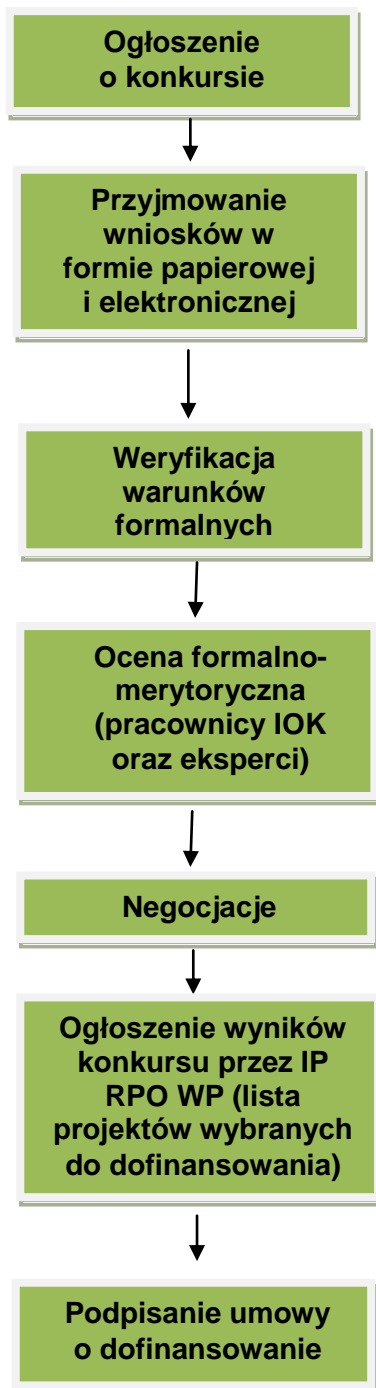 Ogłoszenie
o konkursie
Przyjmowanie
wniosków w
formie papierowej
i elektronicznej
Weryfikacja
warunków
formalnych
Ocena formalno-
merytoryczna
(pracownicy IOK
oraz eksperci)
Negocjacje
Ogłoszenie wyników
konkursu przez IP
RPO WP (lista
projektów wybranych
do dofinansowania)
Podpisanie umowy
o dofinansowanie